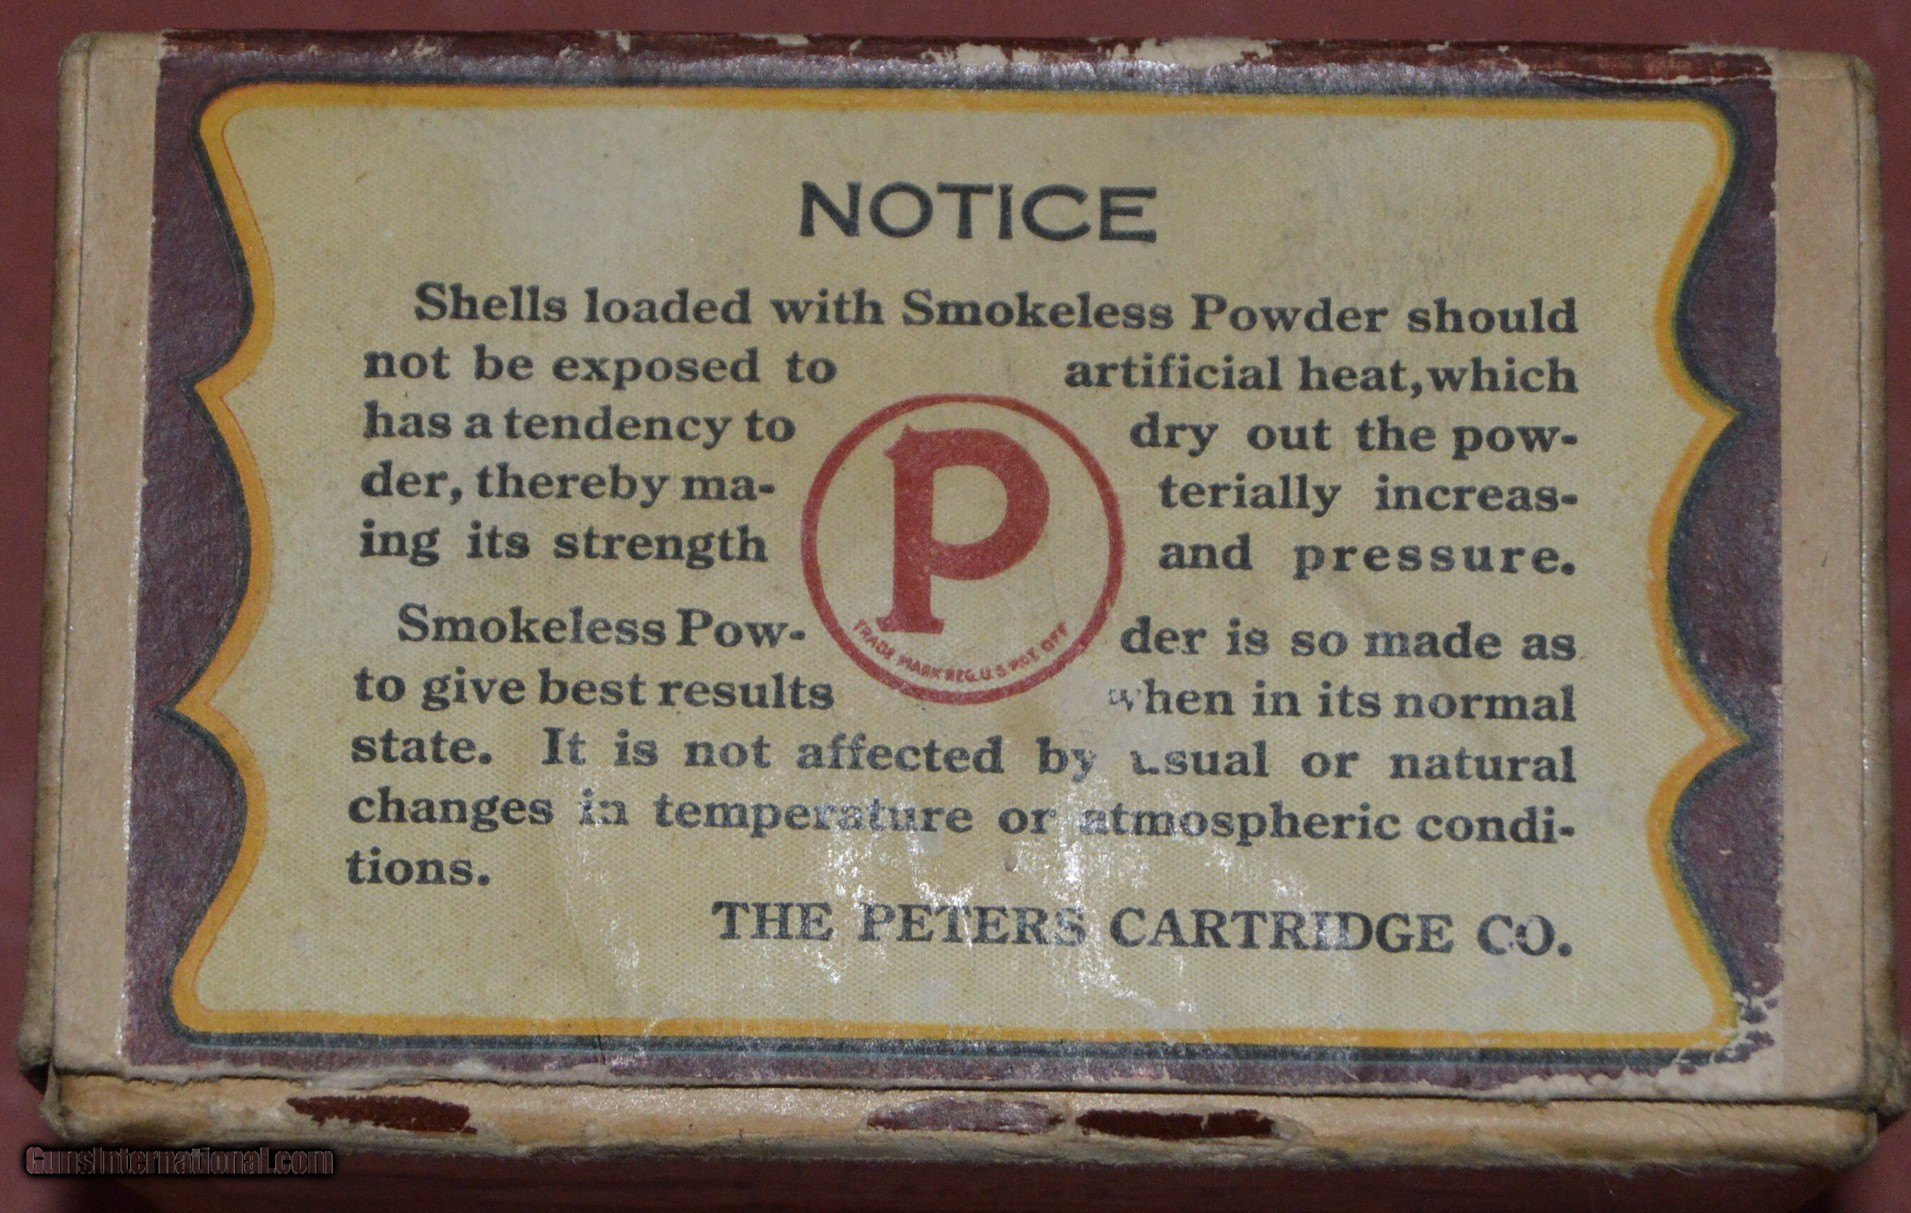 NOTICE
Shells loaded with Smokeless Powder should
not be exposed to artificial heat, which
has a tendency to dry out the pow-
der, thereby ma- terially increas-
ing its strength and pressure.
P
TRADE MARK REG. U.S. PAT. OFF.
Smokeless Pow- der is so made as
to give best results when in its normal
state. It is not affected by usual or natural
changes in temperature or atmospheric condi-
tions.
THE PETERS CARTRIDGE CO.
GunsInternational.com